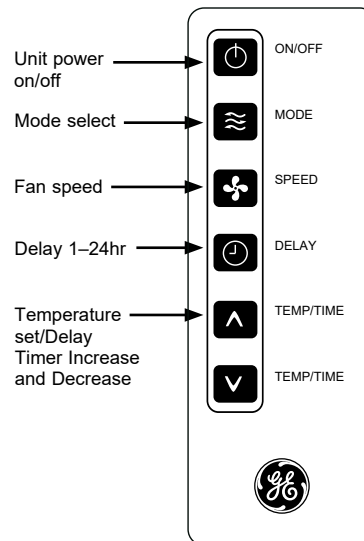 Unit power
on/off
ON/OFF
Mode select
MODE
Fan speed
SPEED
Delay 1–24hr
DELAY
Temperature
set/Delay
Timer Increase
and Decrease
TEMP/TIME
TEMP/TIME
GE